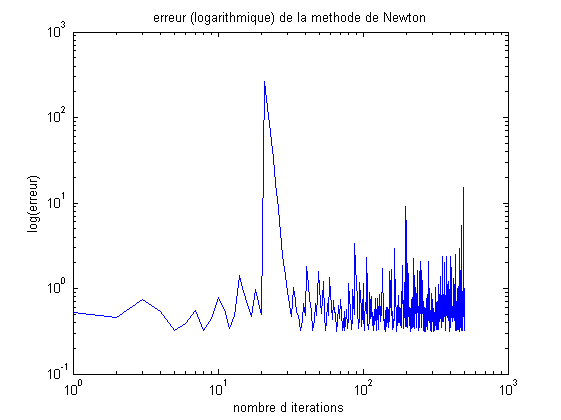 erreur (logarithmique) de la methode de Newton
10^3
10^2
10^1
10^0
10^-1
log(erreur)
10^0 10^1 10^2 10^3
nombre d iterations